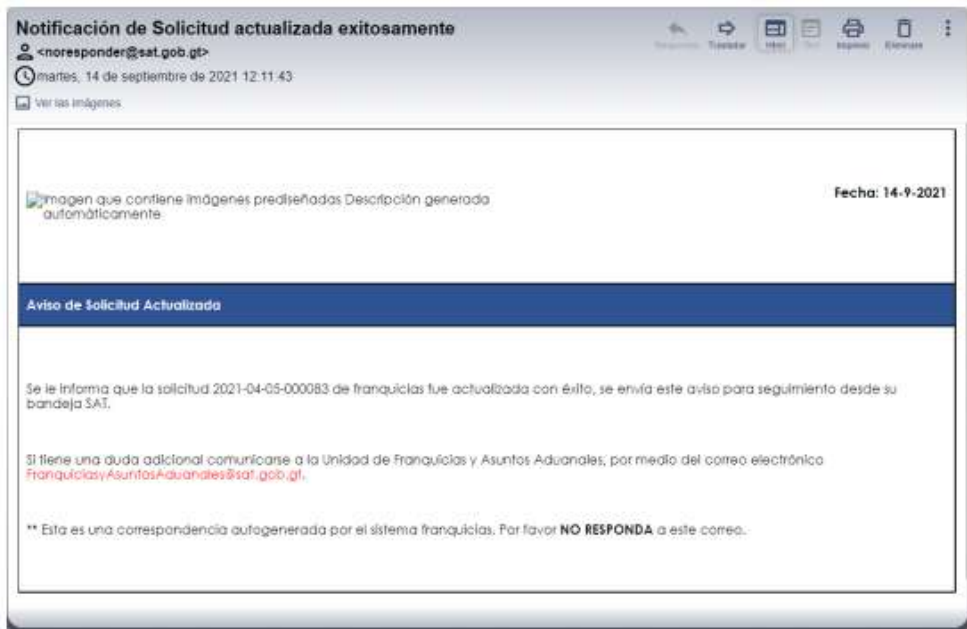 Notificación de Solicitud actualizada exitosamente
<noresponder@sat.gob.gt>
martes, 14 de septiembre de 2021 12:11:43
Trasladar Html Imprimir Eliminar
Ver las imágenes
Imagen que contiene imágenes prediseñadas Descripción generada
automáticamente
Fecha: 14-9-2021
Aviso de Solicitud Actualizada
Se le informa que la solicitud 2021-04-05-000083 de franquicias fue actualizada con éxito, se envía este aviso para seguimiento desde su
bandeja SAT.
Si tiene una duda adicional comunicarse a la Unidad de Franquicias y Asuntos Aduanales, por medio del correo electrónico
FranquiciasyAsuntosAduanales@sat.gob.gt.
** Esta es una correspondencia autogenerada por el sistema franquicias. Por favor NO RESPONDA a este correo.